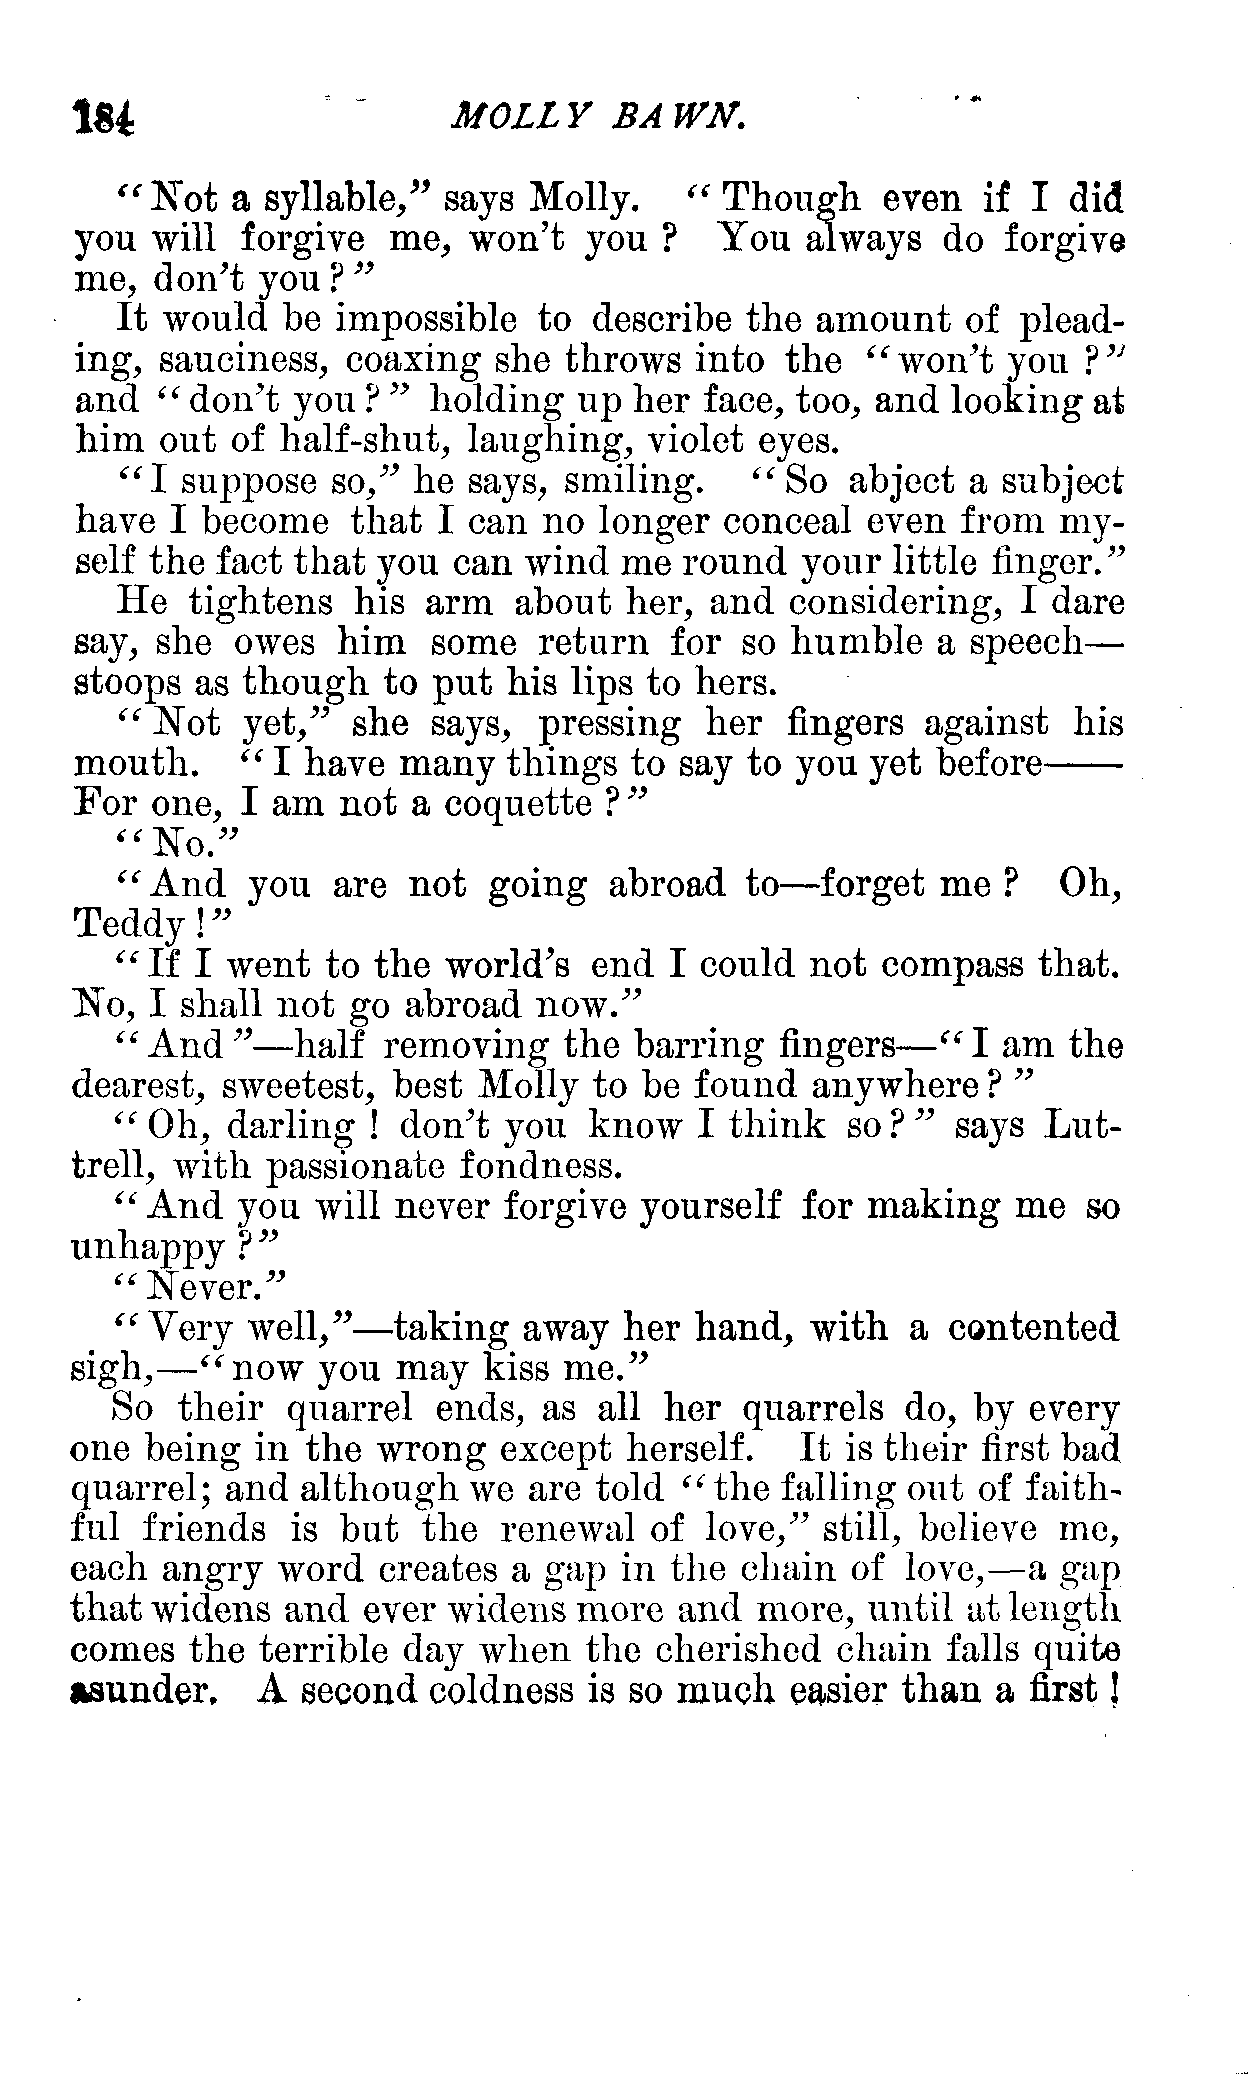 184 MOLLY BAWN.
"Not a syllable," says Molly. "Though even if I did
you will forgive me, won't you? You always do forgive
me, don't you?"
It would be impossible to describe the amount of plead-
ing, sauciness, coaxing she throws into the "won't you?"
and "don't you?" holding up her face, too, and looking at
him out of half-shut, laughing, violet eyes.
"I suppose so," he says, smiling. "So abject a subject
have I become that I can no longer conceal even from my-
self the fact that you can wind me round your little finger."
He tightens his arm about her, and considering, I dare
say, she owes him some return for so humble a speech—
stoops as though to put his lips to hers.
"Not yet," she says, pressing her fingers against his
mouth. "I have many things to say to you yet before——
For one, I am not a coquette?"
"No."
"And you are not going abroad to—forget me? Oh,
Teddy!"
"If I went to the world's end I could not compass that.
No, I shall not go abroad now."
"And"—half removing the barring fingers—"I am the
dearest, sweetest, best Molly to be found anywhere?"
"Oh, darling! don't you know I think so?" says Lut-
trell, with passionate fondness.
"And you will never forgive yourself for making me so
unhappy?"
"Never."
"Very well,"—taking away her hand, with a contented
sigh,—"now you may kiss me."
So their quarrel ends, as all her quarrels do, by every
one being in the wrong except herself. It is their first bad
quarrel; and although we are told "the falling out of faith-
ful friends is but the renewal of love," still, believe me,
each angry word creates a gap in the chain of love,—a gap
that widens and ever widens more and more, until at length
comes the terrible day when the cherished chain falls quite
asunder. A second coldness is so much easier than a first!